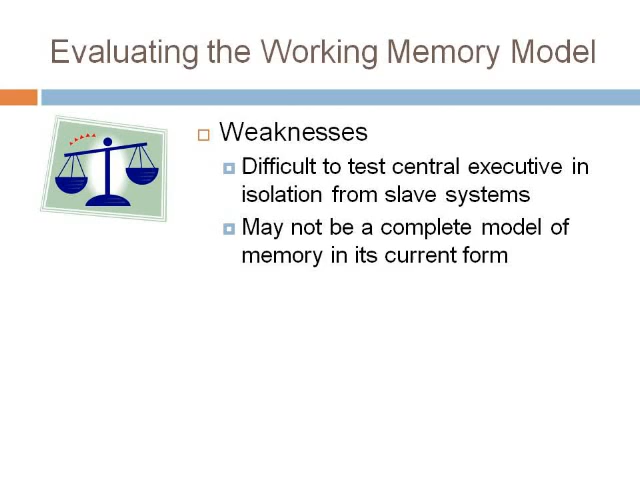 Evaluating the Working Memory Model
Weaknesses
Difficult to test central executive in
isolation from slave systems
May not be a complete model of
memory in its current form